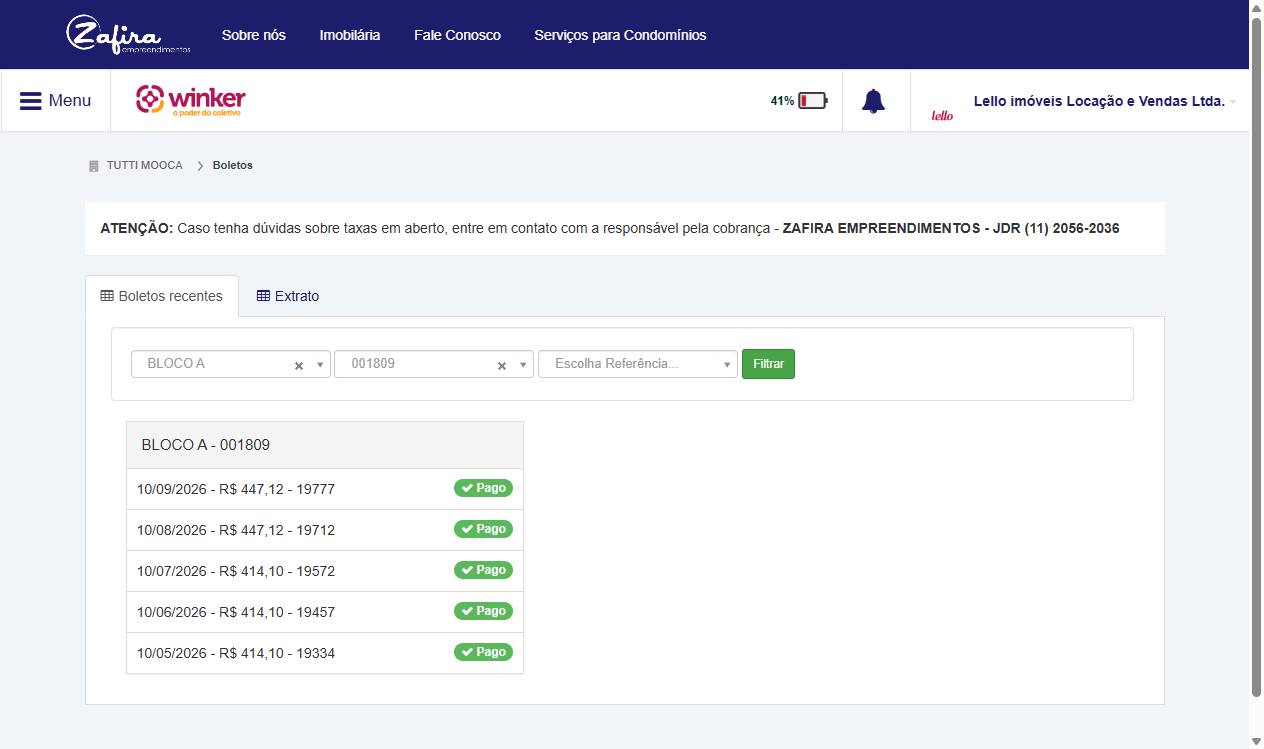 Zafira
empreendimentos
Sobre nós
Imobiliária
Fale Conosco
Serviços para Condomínios
Menu
winker
o poder do coletivo
41%
lello
Lello imóveis Locação e Vendas Ltda.
TUTTI MOOCA
Boletos
ATENÇÃO: Caso tenha dúvidas sobre taxas em aberto, entre em contato com a responsável pela cobrança - ZAFIRA EMPREENDIMENTOS - JDR (11) 2056-2036
Boletos recentes
Extrato
BLOCO A
001809
Escolha Referência...
Filtrar
BLOCO A - 001809
10/09/2026 - R$ 447,12 - 19777 Pago
10/08/2026 - R$ 447,12 - 19712 Pago
10/07/2026 - R$ 414,10 - 19572 Pago
10/06/2026 - R$ 414,10 - 19457 Pago
10/05/2026 - R$ 414,10 - 19334 Pago